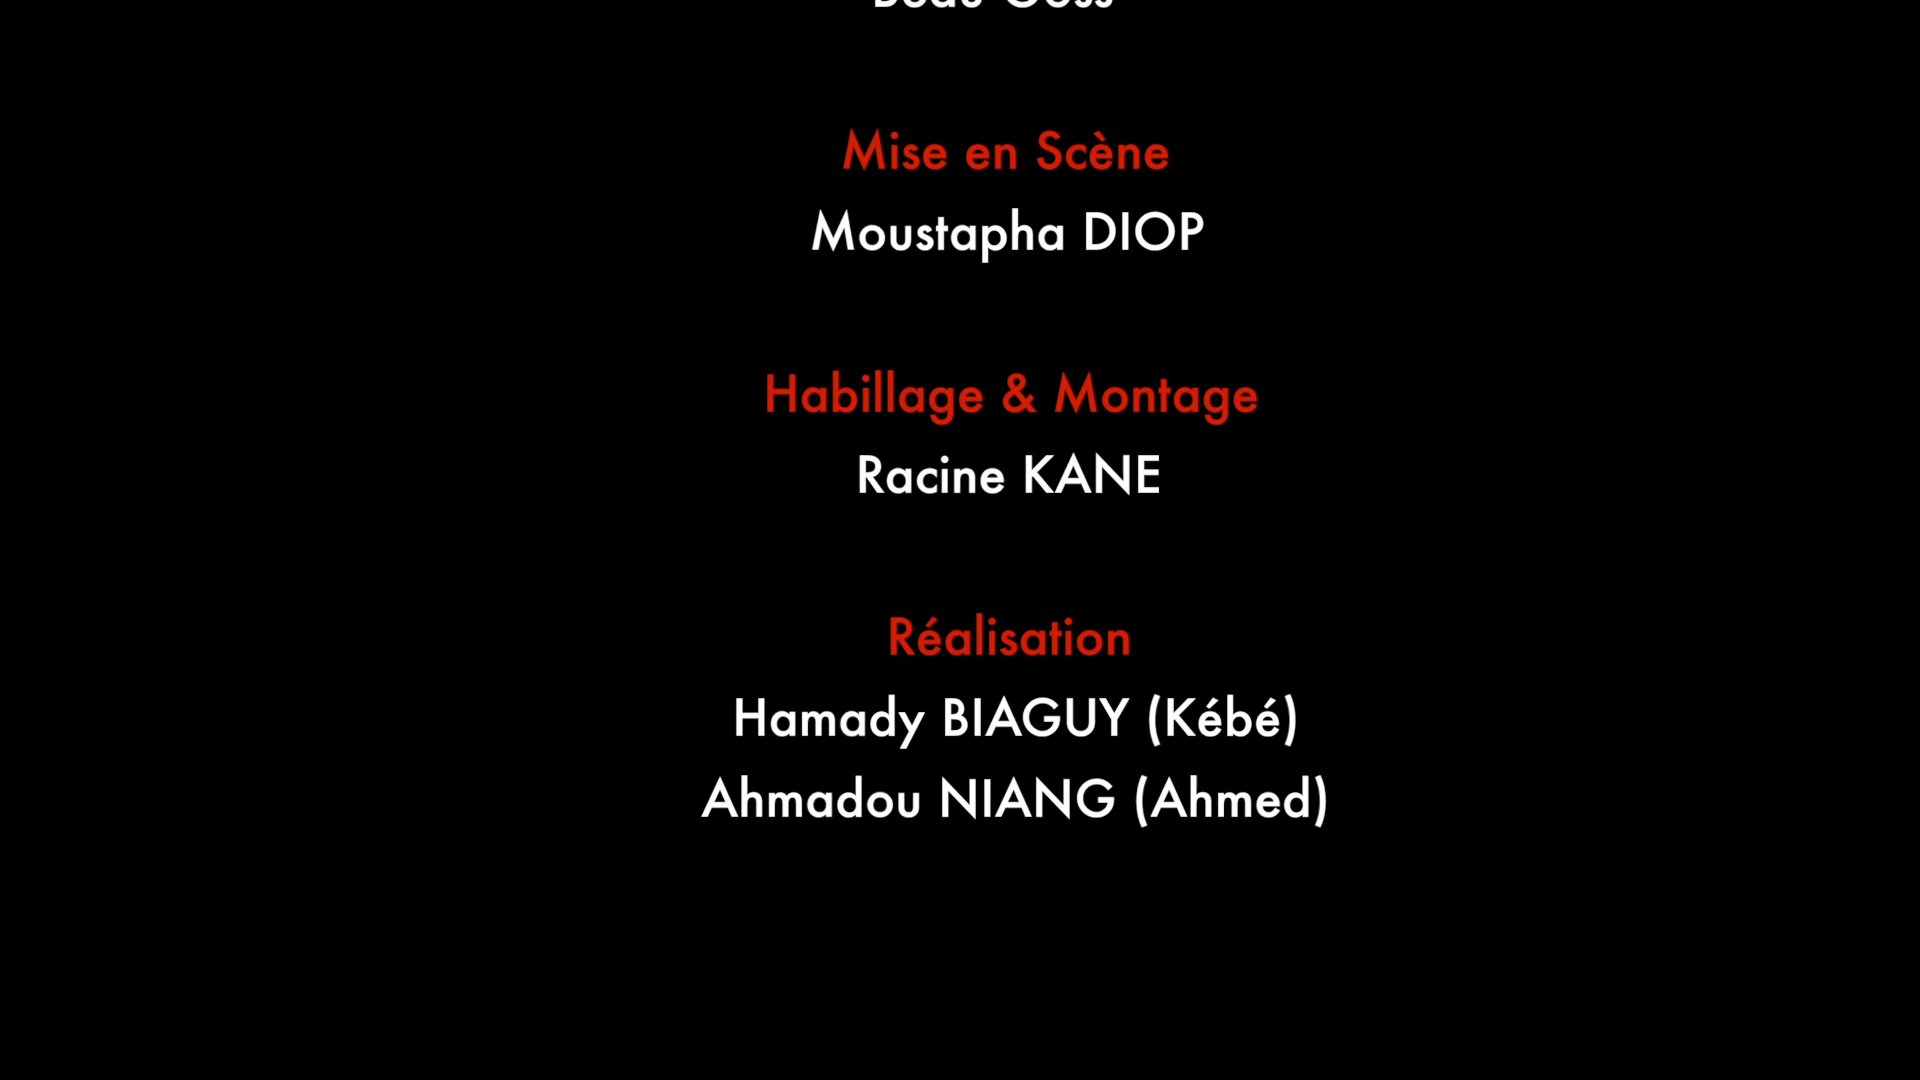 Mise en Scène
Moustapha DIOP
Habillage & Montage
Racine KANE
Réalisation
Hamady BIAGUY (Kébé)
Ahmadou NIANG (Ahmed)